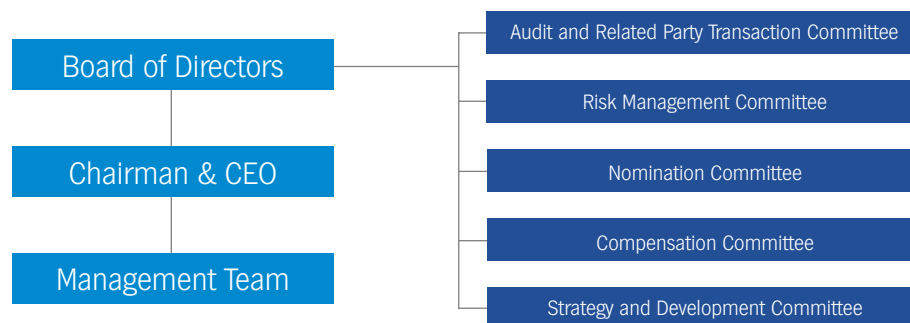 Board of Directors
Chairman & CEO
Management Team
Audit and Related Party Transaction Committee
Risk Management Committee
Nomination Committee
Compensation Committee
Strategy and Development Committee